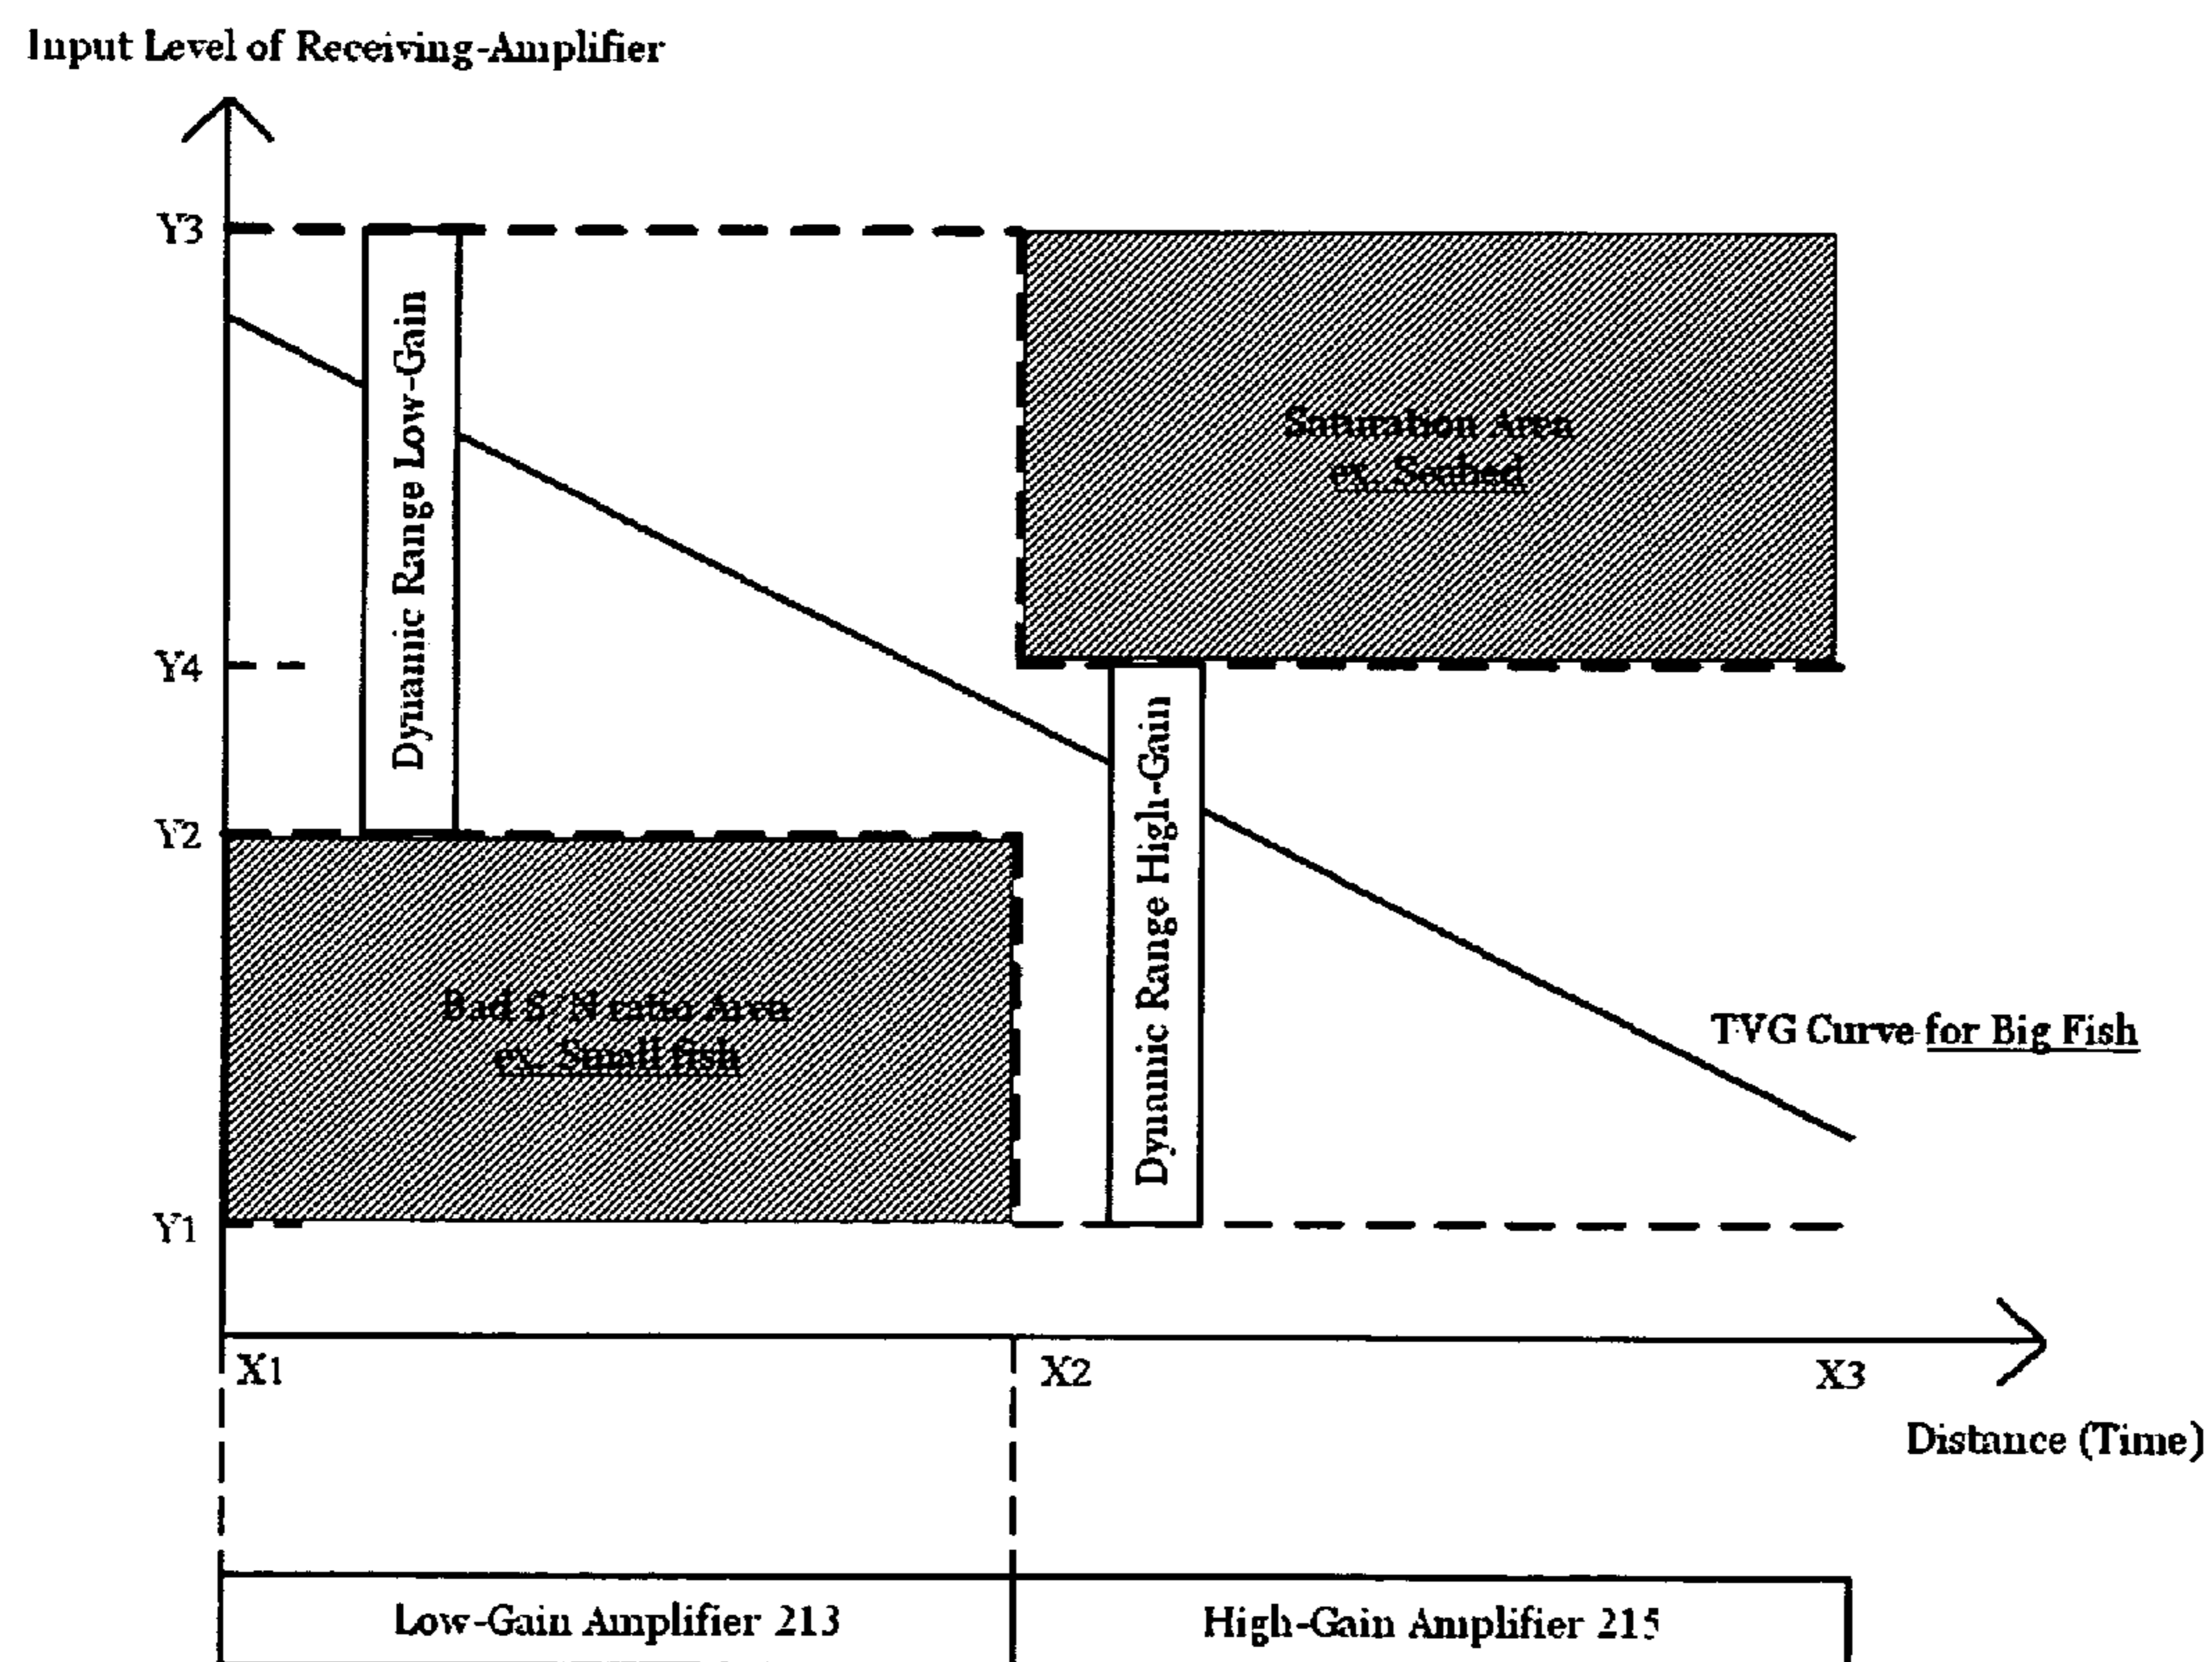 Input Level of Receiving-Amplifier
Y3
Dynamic Range Low-Gain
Saturation Area
ex. Seabed
Y4
Y2
Dynamic Range High-Gain
Bad S/N ratio Area
ex. Small fish
TVG Curve for Big Fish
Y1
X1
X2
X3
Distance (Time)
Low-Gain Amplifier 213
High-Gain Amplifier 215